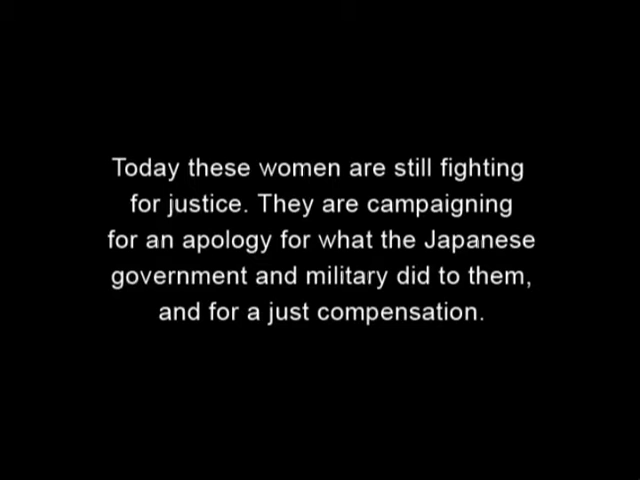 Today these women are still fighting
for justice. They are campaigning
for an apology for what the Japanese
government and military did to them,
and for a just compensation.